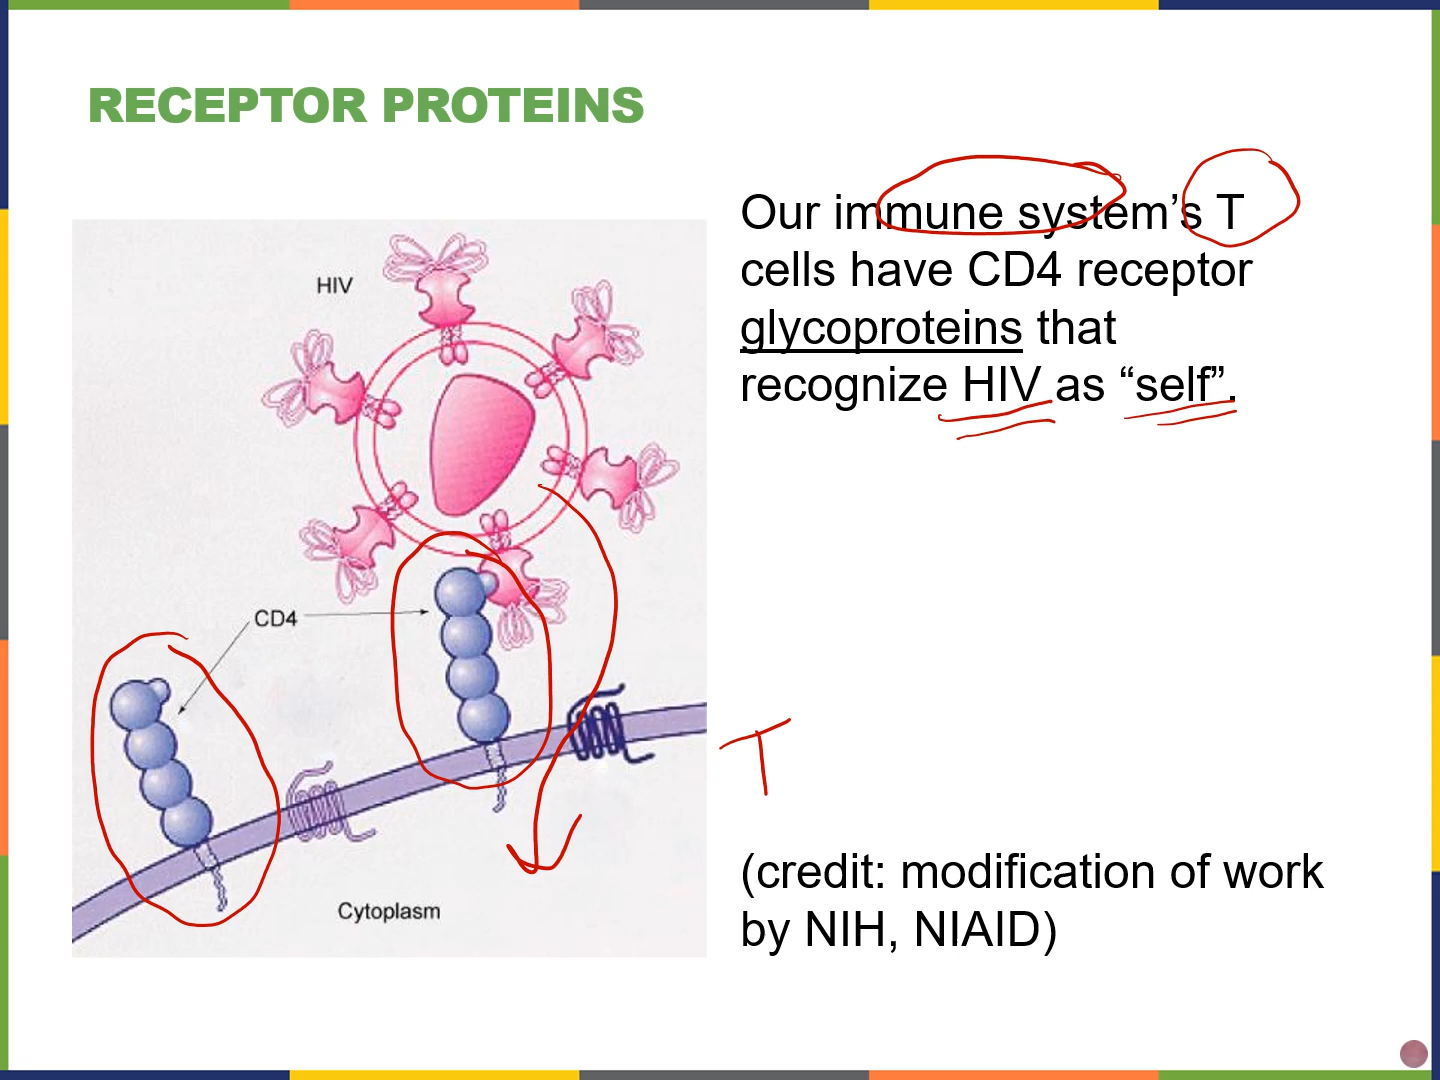 RECEPTOR PROTEINS
Our immune system’s T
cells have CD4 receptor
glycoproteins that
recognize HIV as “self”.
HIV
CD4
Cytoplasm
T
(credit: modification of work
by NIH, NIAID)